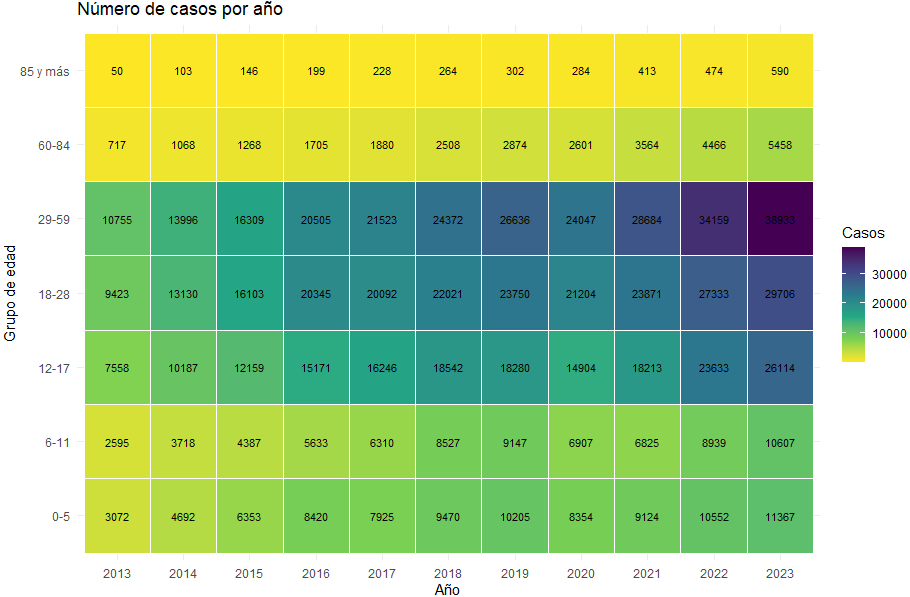 Número de casos por año
Grupo de edad
85 y más 50 103 146 199 228 264 302 284 413 474 590
60-84 717 1068 1268 1705 1880 2508 2874 2601 3564 4466 5458
29-59 10755 13996 16309 20505 21523 24372 26636 24047 28684 34159 38933
18-28 9423 13130 16103 20345 20092 22021 23750 21204 23871 27333 29706
12-17 7558 10187 12159 15171 16246 18542 18280 14904 18213 23633 26114
6-11 2595 3718 4387 5633 6310 8527 9147 6907 6825 8939 10607
0-5 3072 4692 6353 8420 7925 9470 10205 8354 9124 10552 11367
2013 2014 2015 2016 2017 2018 2019 2020 2021 2022 2023
Año
Casos
30000
20000
10000